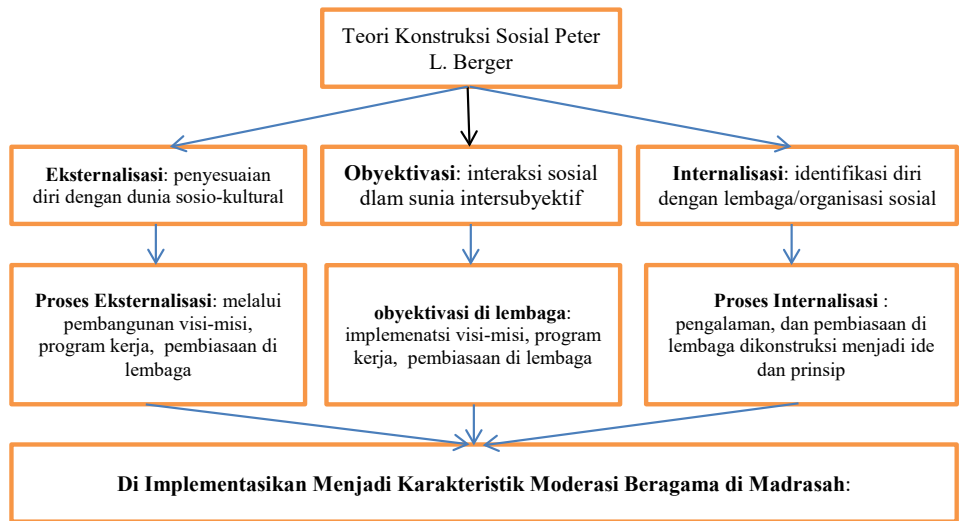 Teori Konstruksi Sosial Peter
L. Berger
Eksternalisasi: penyesuaian
diri dengan dunia sosio-kultural
Obyektivasi: interaksi sosial
dlam sunia intersubyektif
Internalisasi: identifikasi diri
dengan lembaga/organisasi sosial
Proses Eksternalisasi: melalui
pembangunan visi-misi,
program kerja, pembiasaan di
lembaga
obyektivasi di lembaga:
implemenatsi visi-misi, program
kerja, pembiasaan di lembaga
Proses Internalisasi :
pengalaman, dan pembiasaan di
lembaga dikonstruksi menjadi ide
dan prinsip
Di Implementasikan Menjadi Karakteristik Moderasi Beragama di Madrasah: